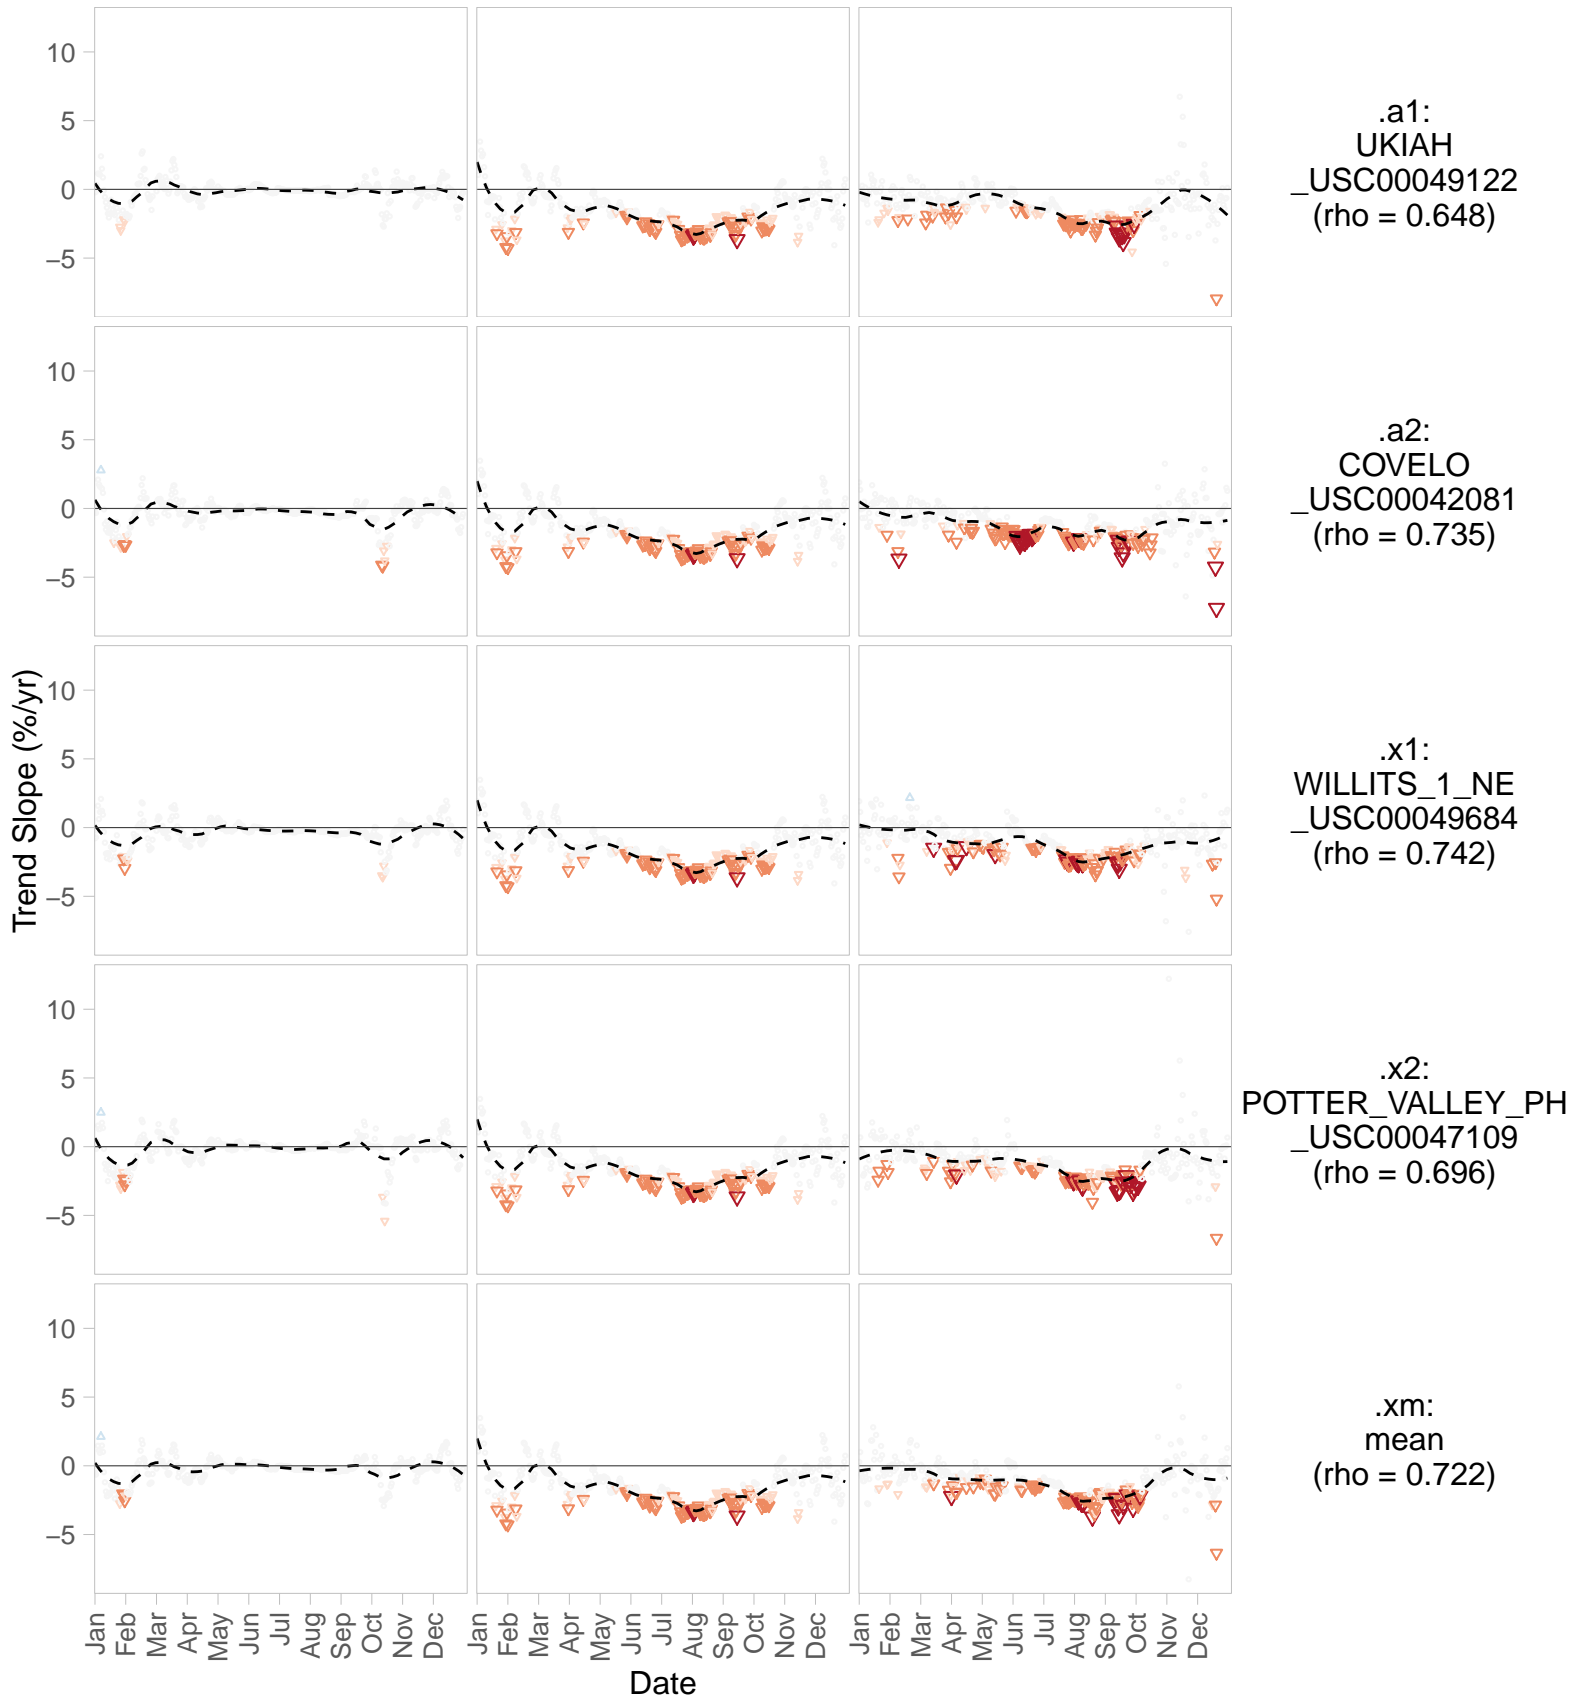 10
5
0
−5
.a1:
UKIAH
_USC00049122
(rho = 0.648)
10
5
0
−5
.a2:
COVELO
_USC00042081
(rho = 0.735)
10
5
0
−5
.x1:
WILLITS_1_NE
_USC00049684
(rho = 0.742)
10
5
0
−5
.x2:
POTTER_VALLEY_PH
_USC00047109
(rho = 0.696)
10
5
0
−5
.xm:
mean
(rho = 0.722)
Trend Slope (%/yr)
Jan Feb Mar Apr May Jun Jul Aug Sep Oct Nov Dec
Jan Feb Mar Apr May Jun Jul Aug Sep Oct Nov Dec
Jan Feb Mar Apr May Jun Jul Aug Sep Oct Nov Dec
Date